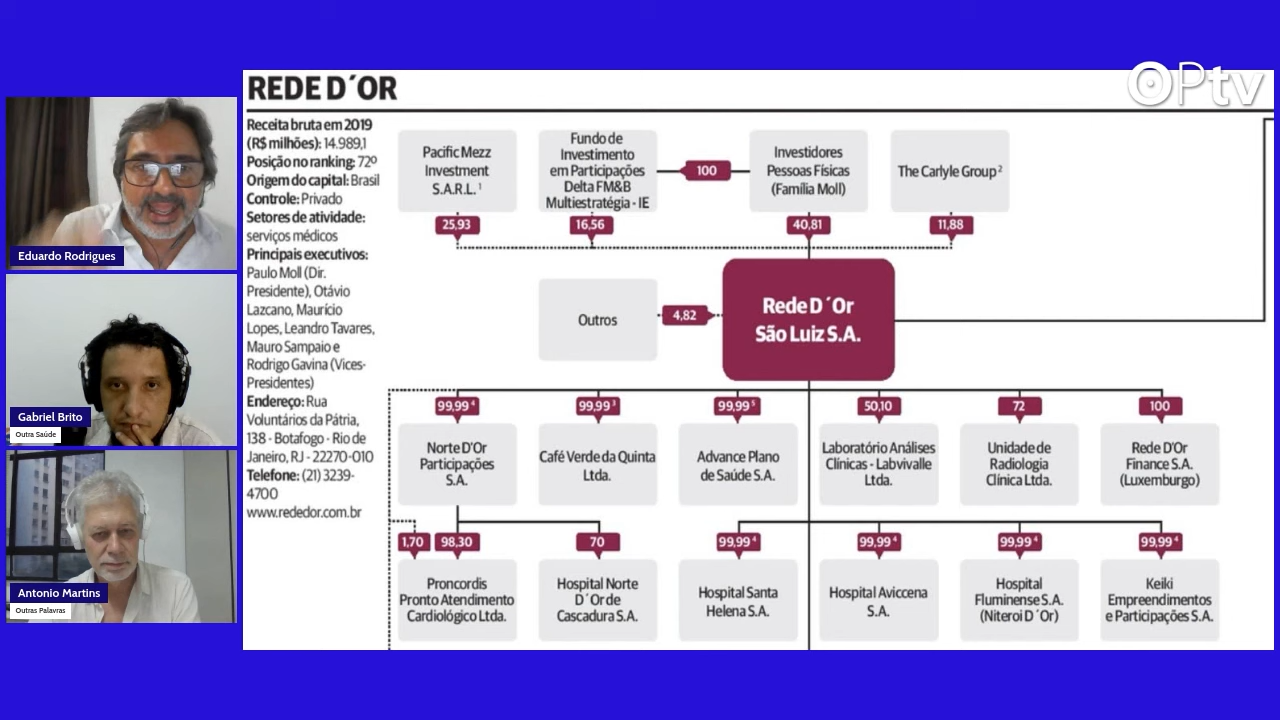 OPtv
REDE D´OR
Receita bruta em 2019
(R$ milhões): 14.989,1
Posição no ranking: 72º
Origem do capital: Brasil
Controle: Privado
Setores de atividade:
serviços médicos
Principais executivos:
Paulo Moll (Dir.
Presidente), Otávio
Lazcano, Maurício
Lopes, Leandro Tavares,
Mauro Sampaio e
Rodrigo Gavina (Vices-
Presidentes)
Endereço: Rua
Voluntários da Pátria,
138 - Botafogo - Rio de
Janeiro, RJ - 22270-010
Telefone: (21) 3239-
4700
www.rededor.com.br
Pacific Mezz
Investment
S.A.R.L. 1
25,93
Fundo de
Investimento
em Participações
Delta FM&B
Multiestratégia - IE
16,56
100
Investidores
Pessoas Físicas
(Família Moll)
40,81
The Carlyle Group 2
11,88
Outros
4,82
Rede D´Or
São Luiz S.A.
99,99 4
Norte D'Or
Participações
S.A.
99,99 3
Café Verde da Quinta
Ltda.
99,99 5
Advance Plano
de Saúde S.A.
50,10
Laboratório Análises
Clínicas - Labvivalle
Ltda.
72
Unidade de
Radiologia
Clínica Ltda.
100
Rede D'Or
Finance S.A.
(Luxemburgo)
1,70
98,30
Proncordis
Pronto Atendimento
Cardiológico Ltda.
70
Hospital Norte
D´Or de
Cascadura S.A.
99,99 4
Hospital Santa
Helena S.A.
99,99 4
Hospital Aviccena
S.A.
99,99 4
Hospital
Fluminense S.A.
(Niteroi D´Or)
99,99 4
Keiki
Empreendimentos
e Participações S.A.
Eduardo Rodrigues
Gabriel Brito
Outra Saúde
Antonio Martins
Outras Palavras